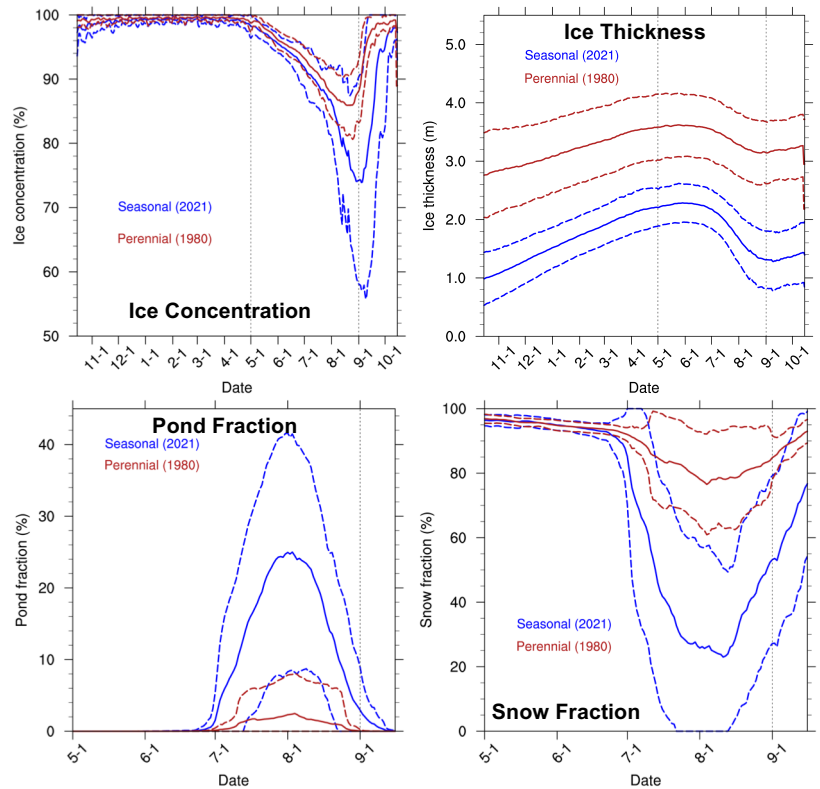 100
90
80
70
60
50
Ice concentration (%)
Seasonal (2021)
Perennial (1980)
Ice Concentration
11-1
12-1
1-1
2-1
3-1
4-1
5-1
6-1
7-1
8-1
9-1
10-1
Date
Ice Thickness
Seasonal (2021)
Perennial (1980)
5.0
4.0
3.0
2.0
1.0
0.0
Ice thickness (m)
11-1
12-1
1-1
2-1
3-1
4-1
5-1
6-1
7-1
8-1
9-1
10-1
Date
Pond Fraction
Seasonal (2021)
Perennial (1980)
40
30
20
10
0
Pond fraction (%)
5-1
6-1
7-1
8-1
9-1
Date
100
80
60
40
20
0
Snow fraction (%)
Seasonal (2021)
Perennial (1980)
Snow Fraction
5-1
6-1
7-1
8-1
9-1
Date